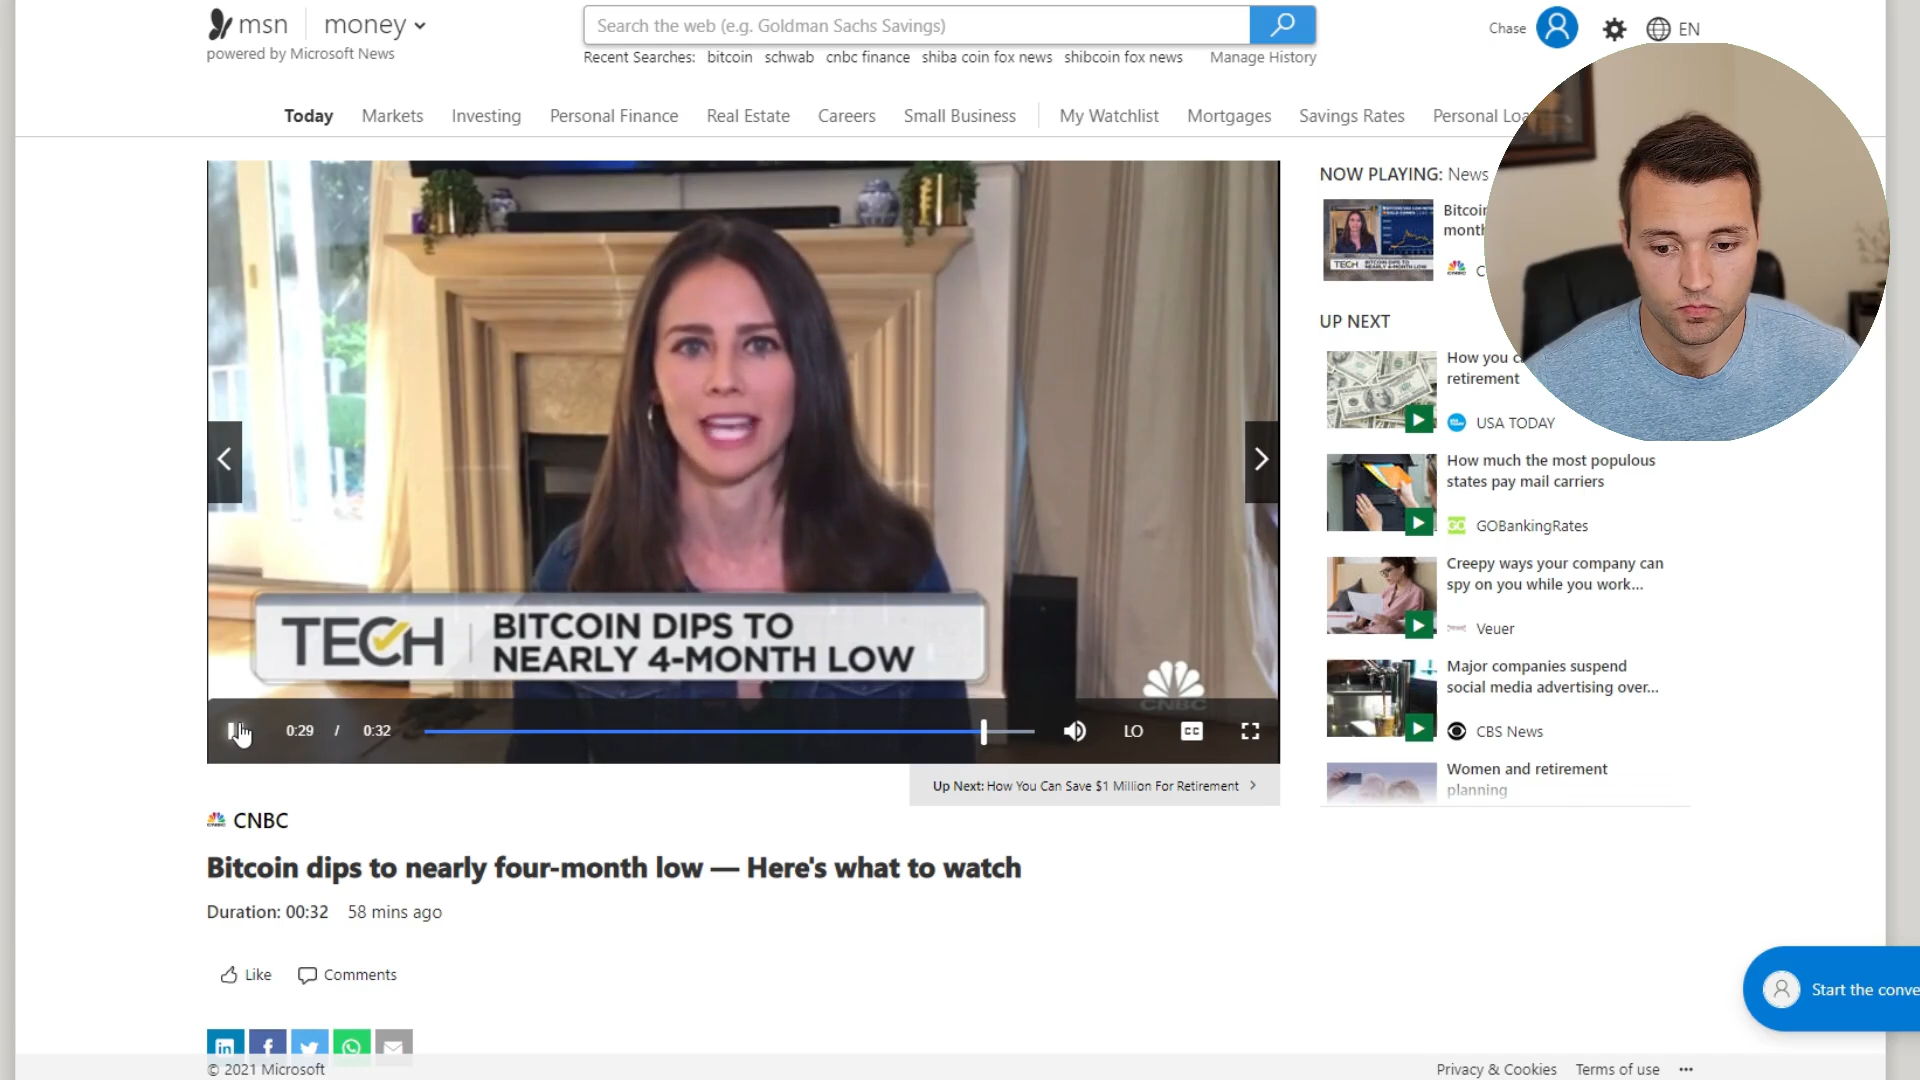 msn
money
powered by Microsoft News
Search the web (e.g. Goldman Sachs Savings)
Recent Searches: bitcoin schwab cnbc finance shiba coin fox news shibcoin fox news Manage History
Chase
EN
Today Markets Investing Personal Finance Real Estate Careers Small Business My Watchlist Mortgages Savings Rates Personal
TECH
BITCOIN DIPS TO
NEARLY 4-MONTH LOW
CNBC
0:29 / 0:32
LO
CC
Up Next: How You Can Save $1 Million For Retirement
NOW PLAYING: News
TECH
UP NEXT
How you
retirement
USA TODAY
How much the most populous
states pay mail carriers
GO
GOBankingRates
Creepy ways your company can
spy on you while you work...
Veuer
Major companies suspend
social media advertising over...
CBS News
Women and retirement
planning
CNBC
Bitcoin dips to nearly four-month low — Here's what to watch
Duration: 00:32 58 mins ago
Like Comments
Start the
in f
© 2021 Microsoft
Privacy & Cookies Terms of use ...